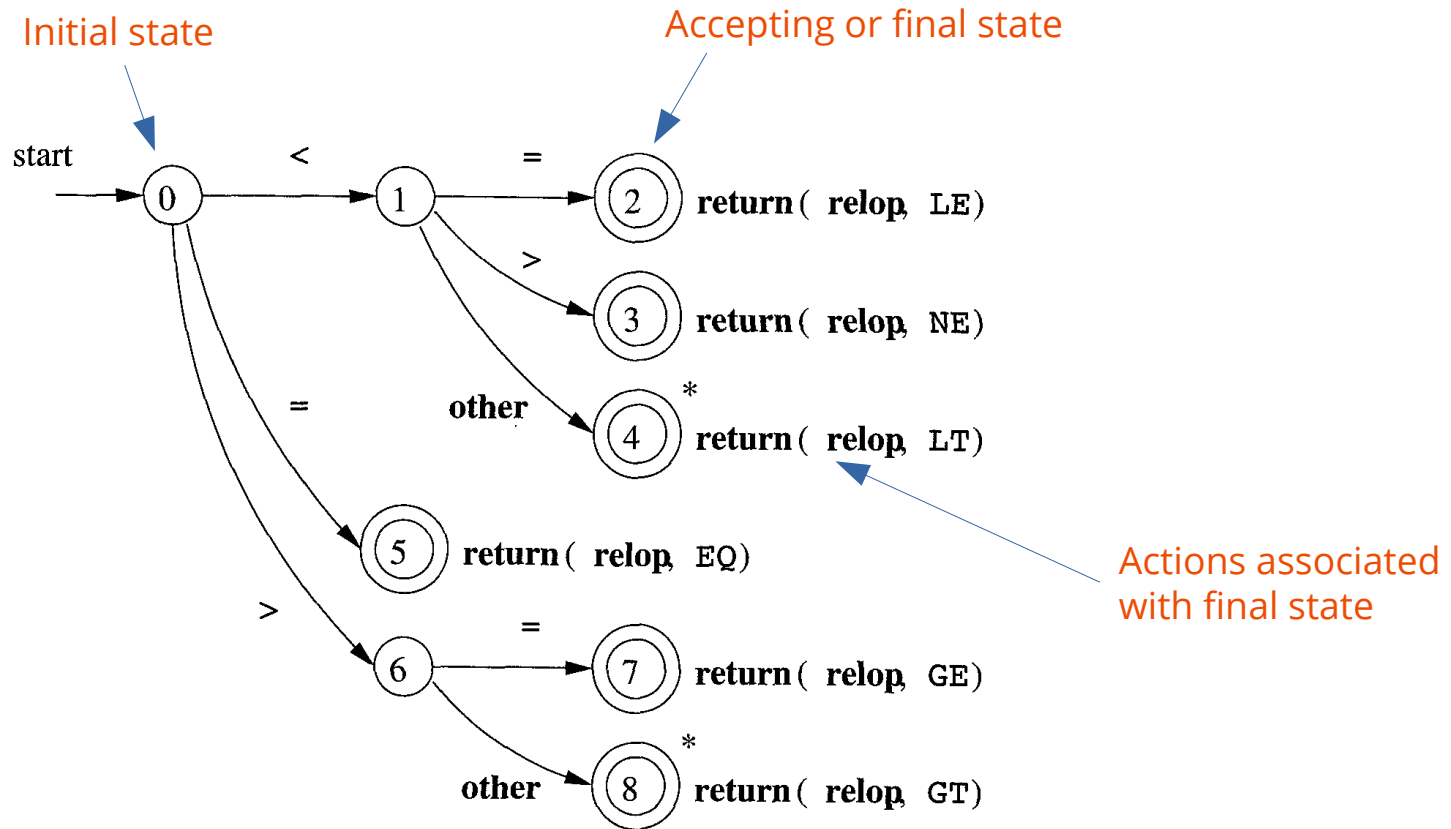 Initial state
Accepting or final state
start
<
=
0
1
2
return ( relop, LE)
>
3
return ( relop, NE)
=
other
4
*
return ( relop, LT)
5
return ( relop, EQ)
Actions associated
with final state
>
=
6
7
return ( relop, GE)
other
8
*
return ( relop, GT)